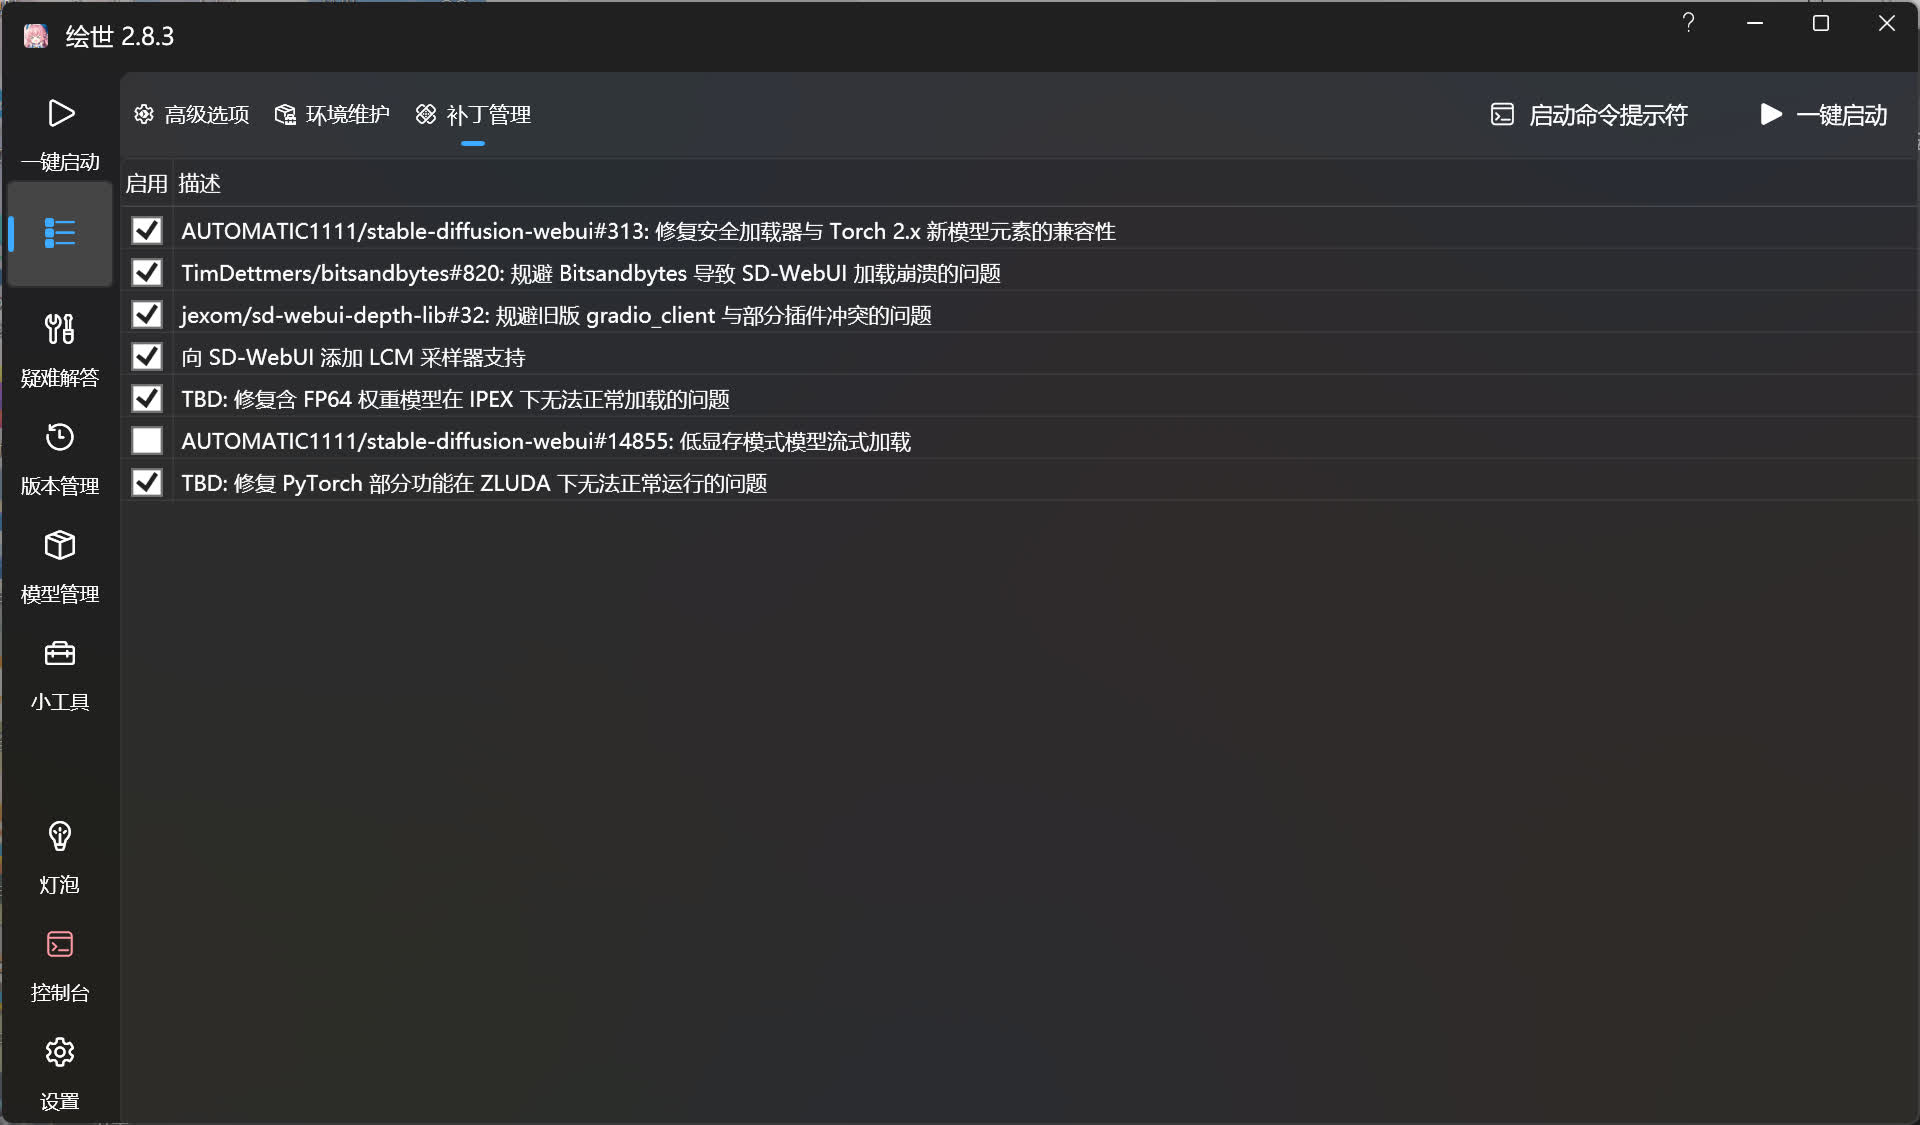 绘世 2.8.3
一键启动
疑难解答
版本管理
模型管理
小工具
灯泡
控制台
设置
高级选项 环境维护 补丁管理
启动命令提示符 一键启动
启用 描述
AUTOMATIC1111/stable-diffusion-webui#313: 修复安全加载器与 Torch 2.x 新模型元素的兼容性
TimDettmers/bitsandbytes#820: 规避 Bitsandbytes 导致 SD-WebUI 加载崩溃的问题
jexom/sd-webui-depth-lib#32: 规避旧版 gradio_client 与部分插件冲突的问题
向 SD-WebUI 添加 LCM 采样器支持
TBD: 修复含 FP64 权重模型在 IPEX 下无法正常加载的问题
AUTOMATIC1111/stable-diffusion-webui#14855: 低显存模式模型流式加载
TBD: 修复 PyTorch 部分功能在 ZLUDA 下无法正常运行的问题